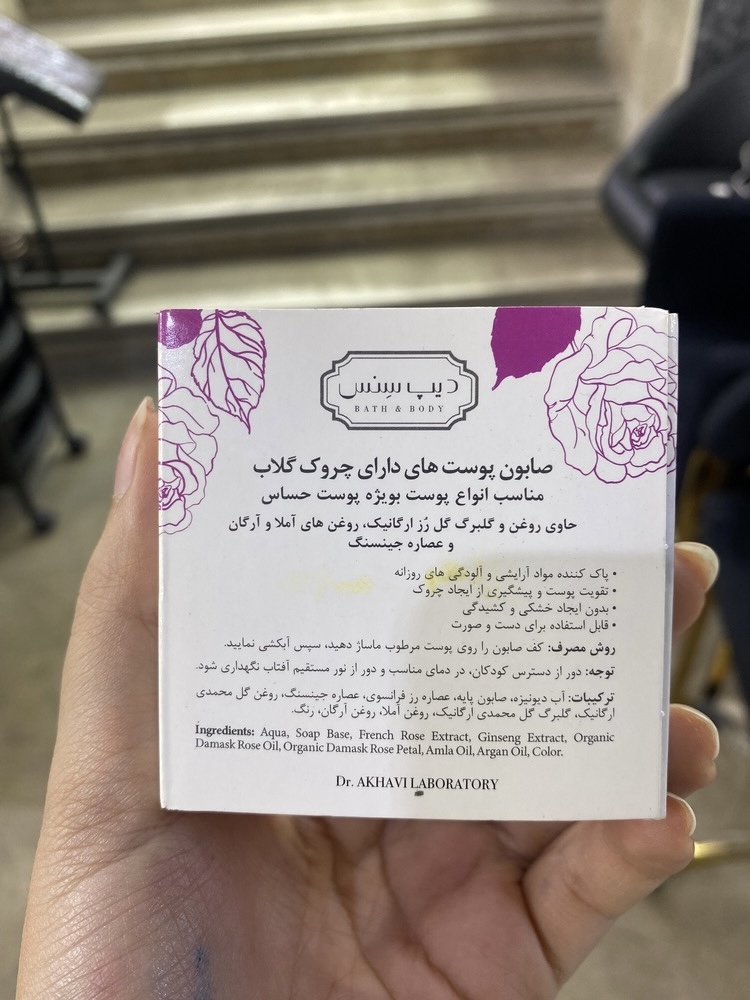 دیپ سِنس
BATH & BODY
صابون پوست های دارای چروک گلاب
مناسب انواع پوست بویژه پوست حساس
حاوی روغن و گلبرگ گل رُز ارگانیک، روغن های آملا و آرگان
و عصاره جینسنگ
• پاک کننده مواد آرایشی و آلودگی های روزانه
• تقویت پوست و پیشگیری از ایجاد چروک
• بدون ایجاد خشکی و کشیدگی
• قابل استفاده برای دست و صورت
روش مصرف: کف صابون را روی پوست مرطوب ماساژ دهید، سپس آبکشی نمایید.
توجه: دور از دسترس کودکان، در دمای مناسب و دور از نور مستقیم آفتاب نگهداری شود.
ترکیبات: آب دیونیزه، صابون پایه، عصاره رز فرانسوی، عصاره جینسنگ، روغن گل محمدی
ارگانیک، گلبرگ گل محمدی ارگانیک، روغن آملا، روغن آرگان، رنگ.
Ingredients: Aqua, Soap Base, French Rose Extract, Ginseng Extract, Organic
Damask Rose Oil, Organic Damask Rose Petal, Amla Oil, Argan Oil, Color.
Dr. AKHAVI LABORATORY